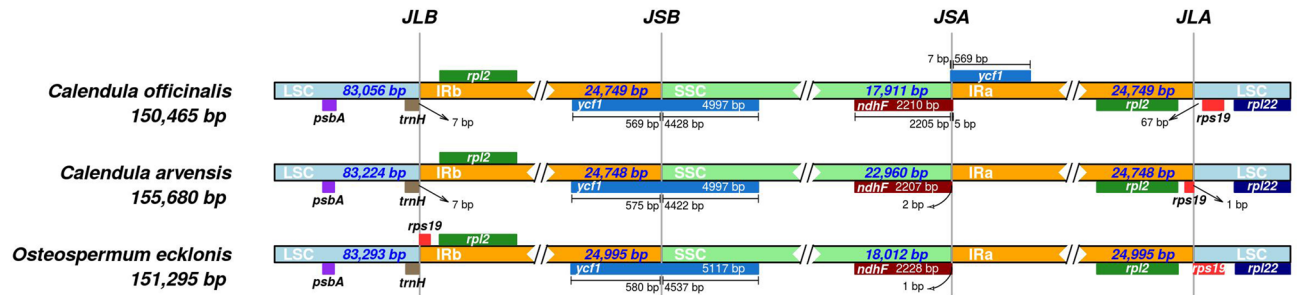 JLB JSB JSA JLA
rpl2 7 bp 569 bp ycf1
Calendula officinalis LSC 83,056 bp IRb 24,749 bp SSC 17,911 bp IRa 24,749 bp LSC
150,465 bp psbA trnH 7 bp ycf1 4997 bp ndhF 2210 bp rpl2 67 bp rps19 rpl22
569 bp 4428 bp 2205 bp 5 bp
rpl2
Calendula arvensis LSC 83,224 bp IRb 24,748 bp SSC 22,960 bp IRa 24,748 bp LSC
155,680 bp psbA trnH 7 bp ycf1 4997 bp ndhF 2207 bp rpl2 rps19 1 bp rpl22
575 bp 4422 bp 2 bp
rps19 rpl2
Osteospermum ecklonis LSC 83,293 bp IRb 24,995 bp SSC 18,012 bp IRa 24,995 bp LSC
151,295 bp psbA trnH ycf1 5117 bp ndhF 2228 bp rpl2 rps19 rpl22
580 bp 4537 bp 1 bp